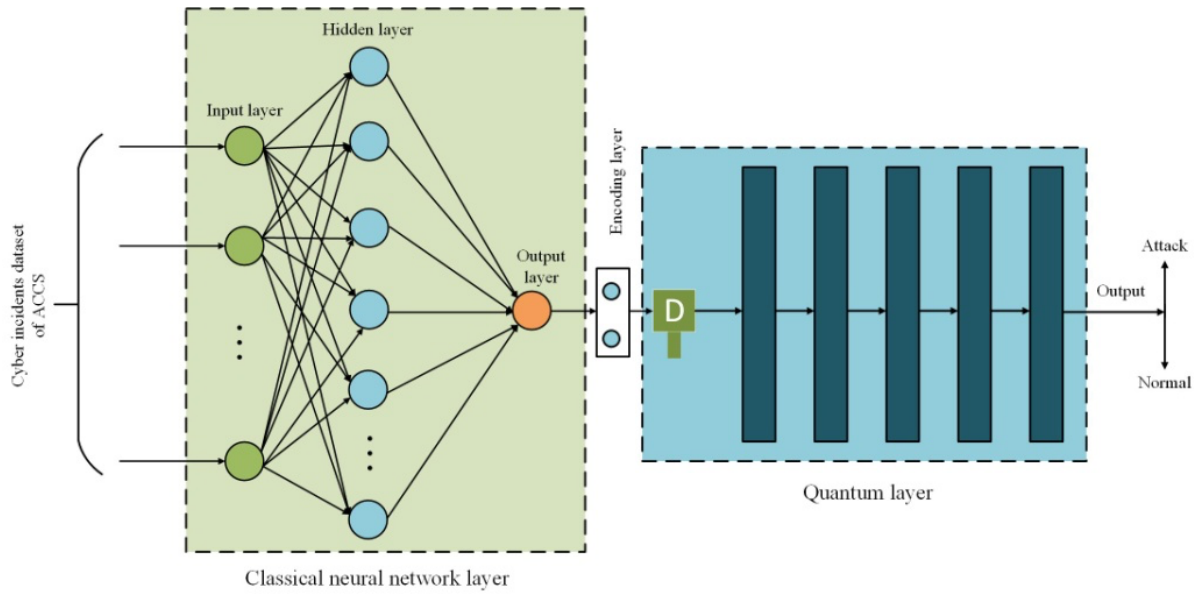 Hidden layer
Input layer
Cyber incidents dataset
of ACCS
Output
layer
Encoding layer
D
Output
Attack
Normal
Quantum layer
Classical neural network layer